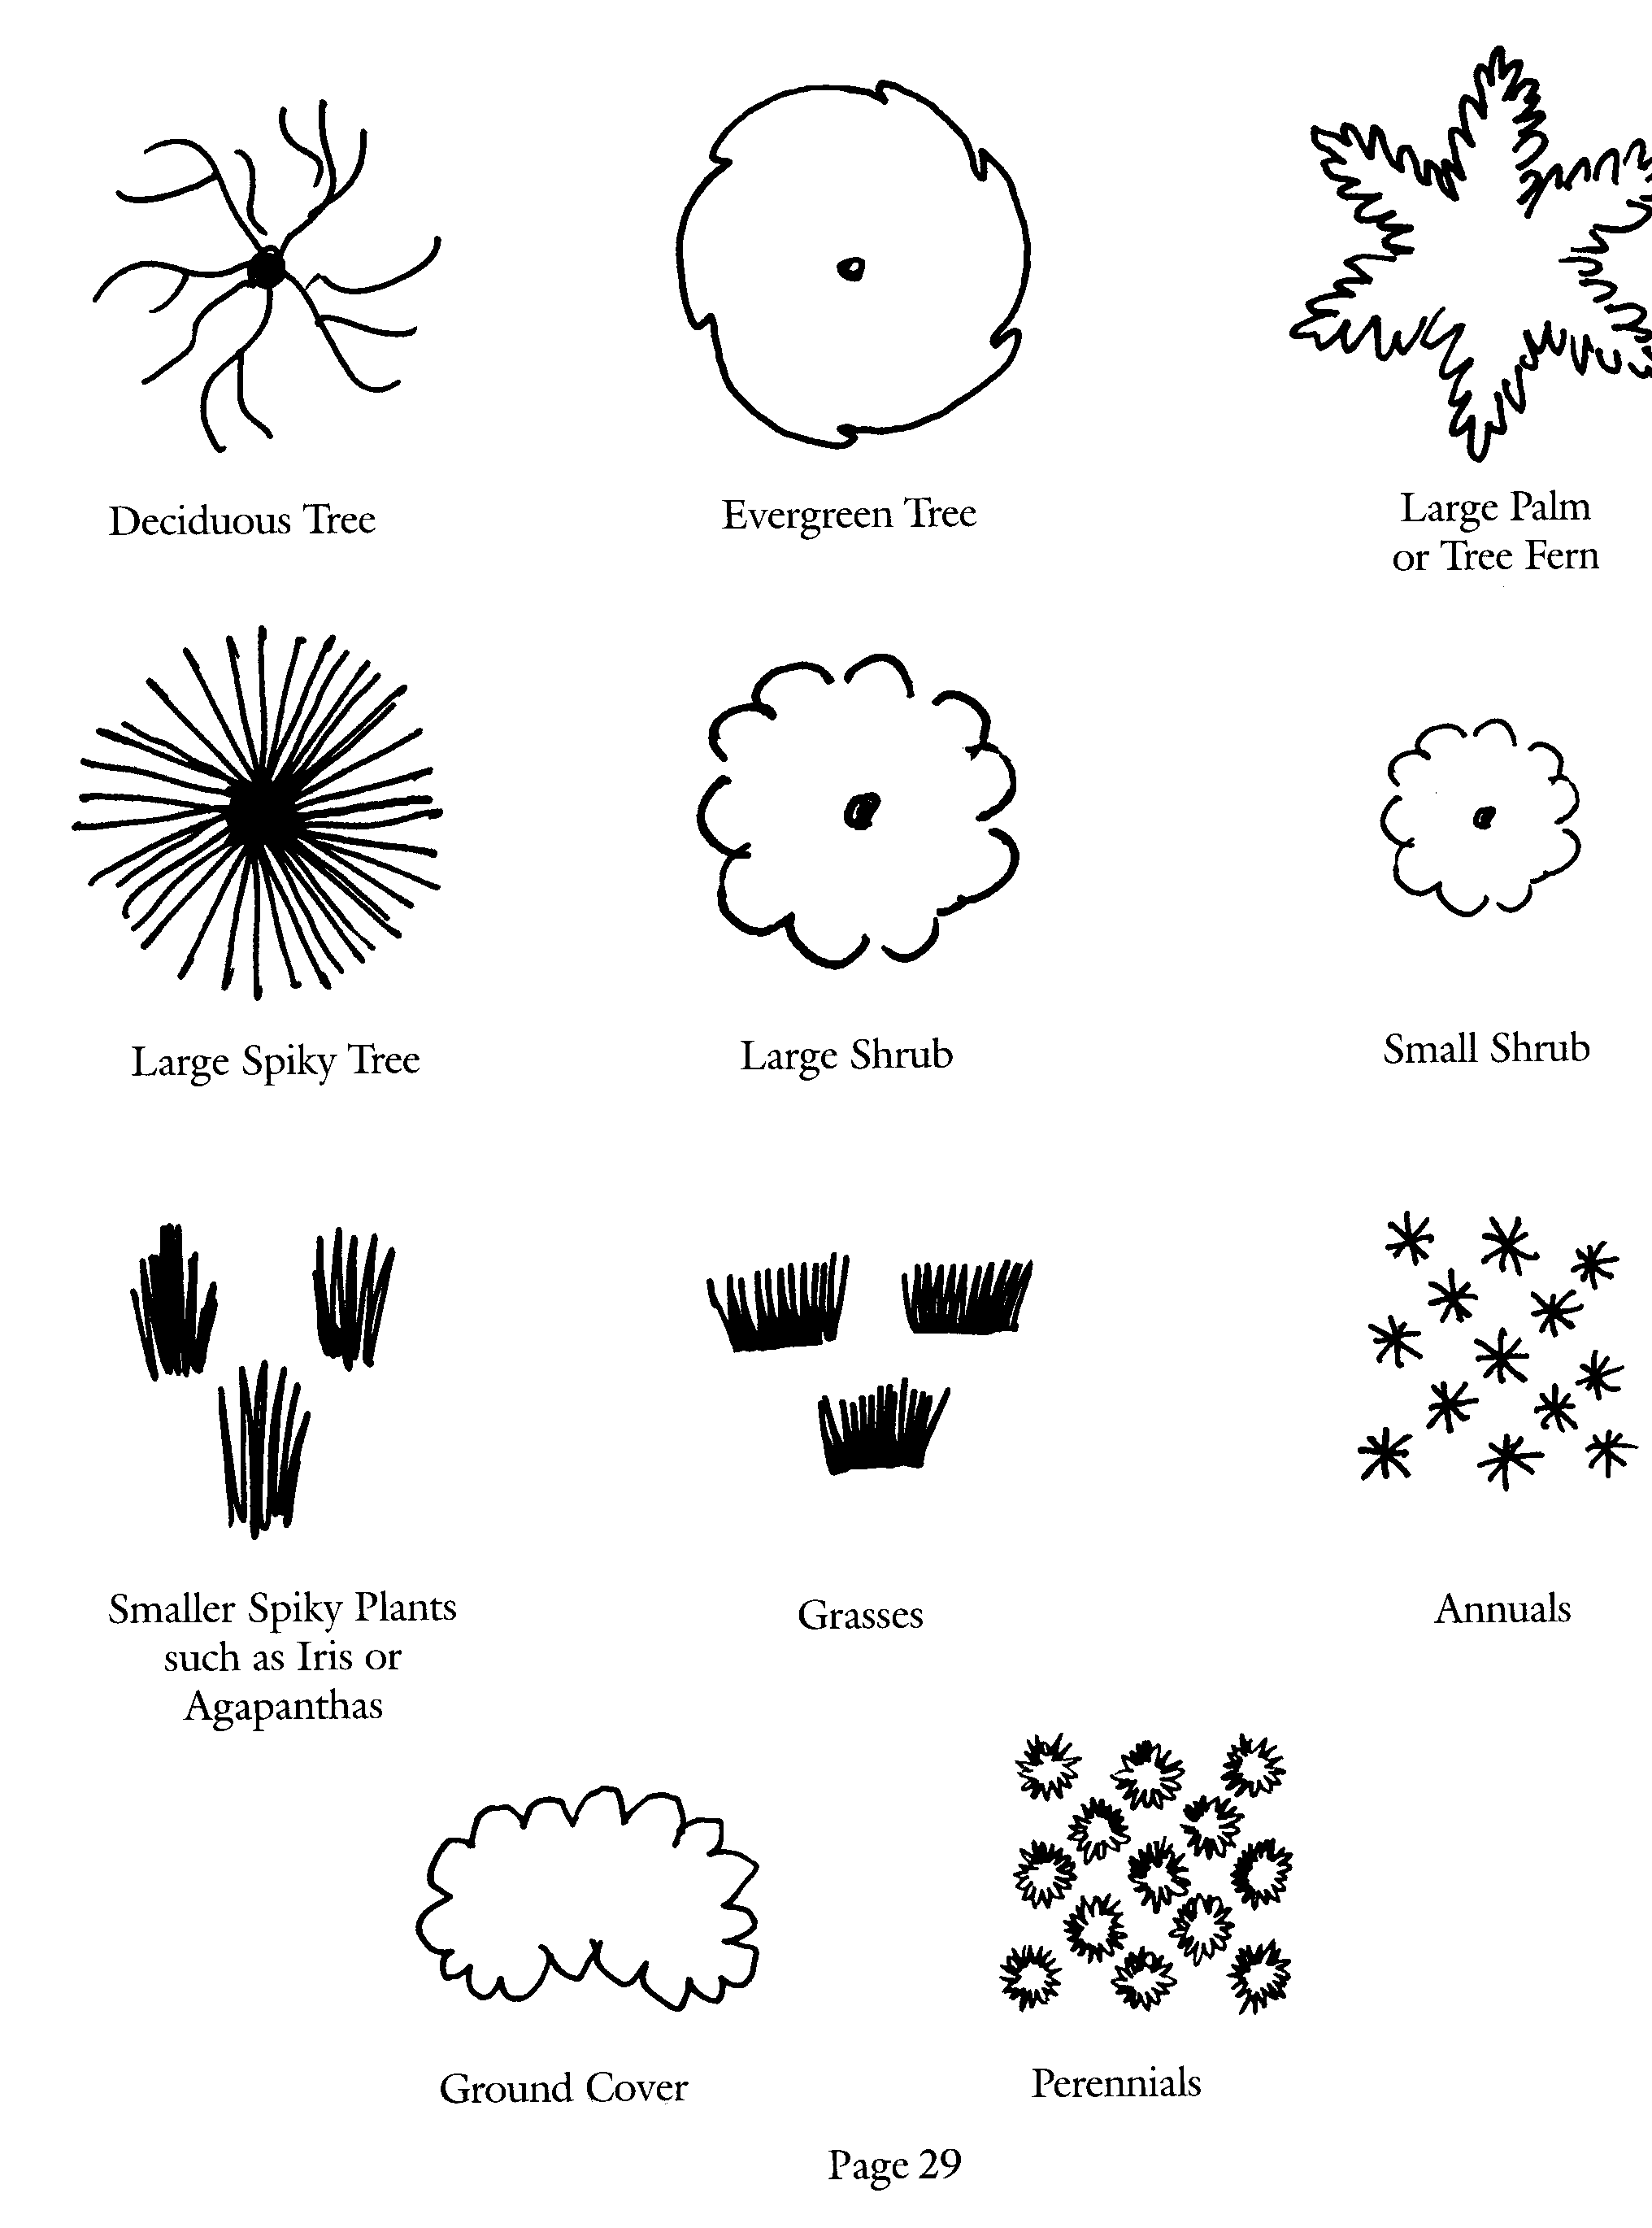 Deciduous Tree
Evergreen Tree
Large Palm
or Tree Fern
Large Spiky Tree
Large Shrub
Small Shrub
Smaller Spiky Plants
such as Iris or
Agapanthas
Grasses
Annuals
Ground Cover
Perennials
Page 29